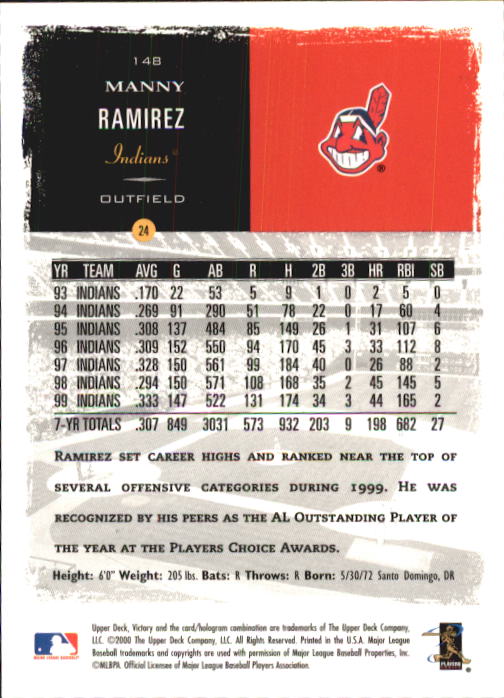 148
MANNY
RAMIREZ
Indians®
OUTFIELD
®
24
YR TEAM AVG G AB R H 2B 3B HR RBI SB
93 INDIANS .170 22 53 5 9 1 0 2 5 0
94 INDIANS .269 91 290 51 78 22 0 17 60 4
95 INDIANS .308 137 484 85 149 26 1 31 107 6
96 INDIANS .309 152 550 94 170 45 3 33 112 8
97 INDIANS .328 150 561 99 184 40 0 26 88 2
98 INDIANS .294 150 571 108 168 35 2 45 145 5
99 INDIANS .333 147 522 131 174 34 3 44 165 2
7-YR TOTALS .307 849 3031 573 932 203 9 198 682 27
RAMIREZ SET CAREER HIGHS AND RANKED NEAR THE TOP OF
SEVERAL OFFENSIVE CATEGORIES DURING 1999. HE WAS
RECOGNIZED BY HIS PEERS AS THE AL OUTSTANDING PLAYER OF
THE YEAR AT THE PLAYERS CHOICE AWARDS.
Height: 6'0" Weight: 205 lbs. Bats: R Throws: R Born: 5/30/72 Santo Domingo, DR
Upper Deck, Victory and the card/hologram combination are trademarks of The Upper Deck Company,
LLC. ©2000 The Upper Deck Company, LLC. All Rights Reserved. Printed in the U.S.A. Major League
Baseball trademarks and copyrights are used with permission of Major League Baseball Properties, Inc.
©MLBPA Official Licensee of Major League Baseball Players Association.
MAJOR LEAGUE BASEBALL
PLAYERS